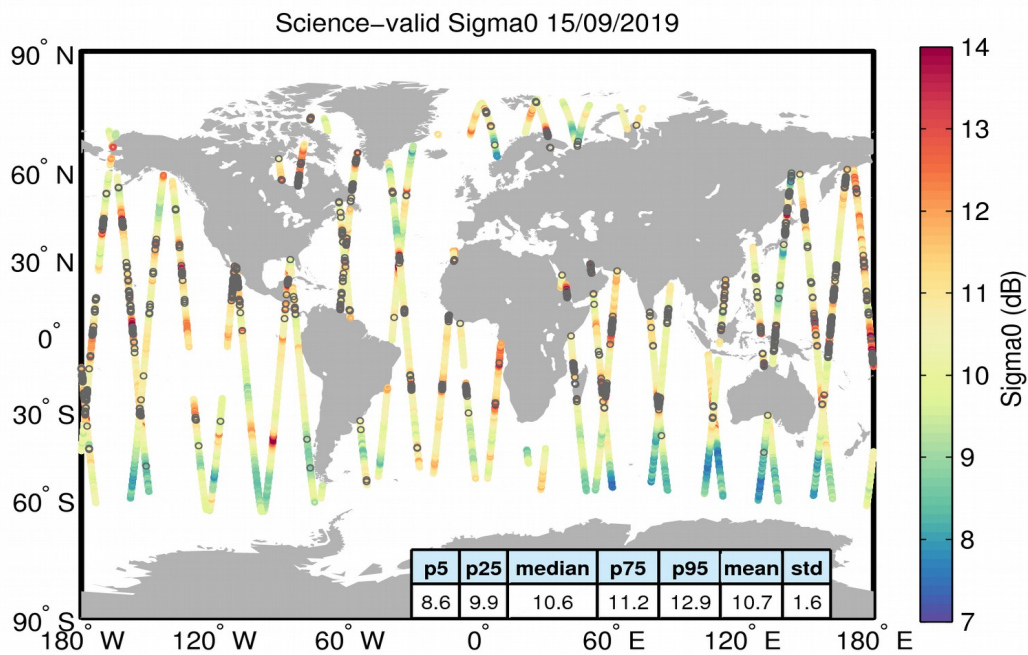 Science−valid Sigma0 15/09/2019
90° N
60° N
30° N
0°
30° S
60° S
90° S
180° W
120° W
60° W
0°
60° E
120° E
180° E
p5 p25 median p75 p95 mean std
8.6 9.9 10.6 11.2 12.9 10.7 1.6
14
13
12
11
10
9
8
7
Sigma0 (dB)